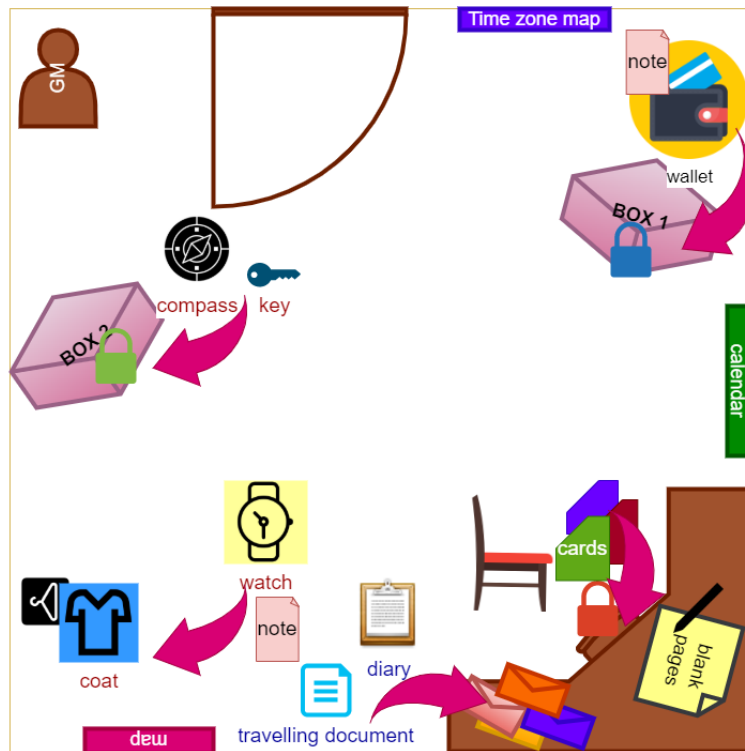 Time zone map
GM
note
wallet
BOX 1
compass
key
BOX 2
calendar
watch
cards
note
coat
diary
blank
pages
travelling document
map